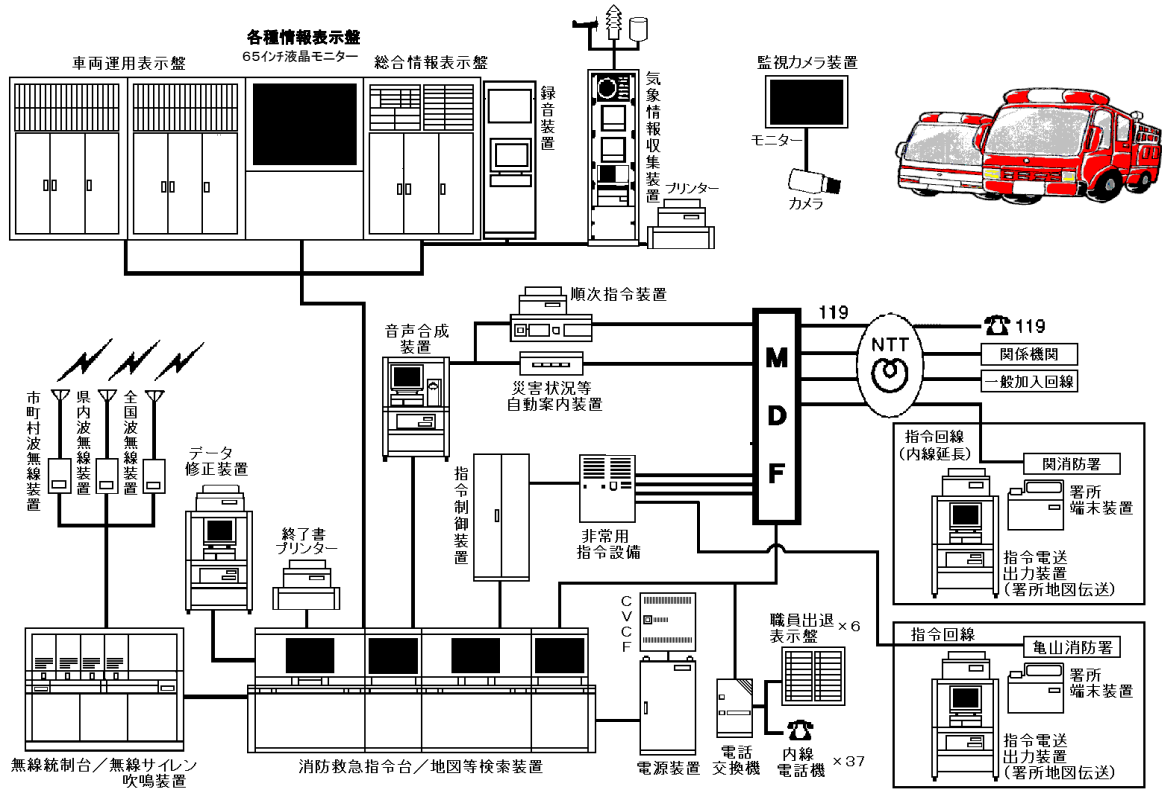 各種情報表示盤
65インチ液晶モニター
車両運用表示盤
総合情報表示盤
録音装置
気象情報収集装置
プリンター
監視カメラ装置
モニター
カメラ
順次指令装置
音声合成
装置
災害状況等
自動案内装置
MDF
119
NTT
119
関係機関
一般加入回線
市町村波無線装置
県内波無線装置
全国波無線装置
データ
修正装置
終了書
プリンター
指令制御装置
非常用
指令設備
指令回線
(内線延長)
関消防署
署所
端末装置
指令電送
出力装置
(署所地図伝送)
CVCF
職員出退
表示盤
×6
指令回線
亀山消防署
署所
端末装置
指令電送
出力装置
(署所地図伝送)
無線統制台／無線サイレン
吹鳴装置
消防救急指令台／地図等検索装置
電源装置
電話
交換機
内線
電話機
×37